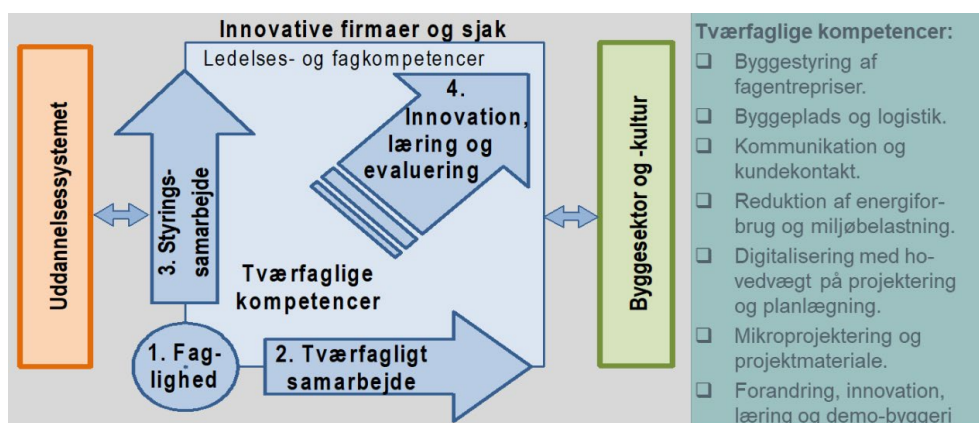 Innovative firmaer og sjak
Ledelses- og fagkompetencer
Uddannelsessystemet
3. Styrings-
samarbejde
4.
Innovation,
læring og
evaluering
Tværfaglige
kompetencer
1. Fag-
lighed
2. Tværfagligt
samarbejde
Byggesektor og -kultur
Tværfaglige kompetencer:
❑ Byggestyring af
fagentrepriser.
❑ Byggeplads og logistik.
❑ Kommunikation og
kundekontakt.
❑ Reduktion af energifor-
brug og miljøbelastning.
❑ Digitalisering med ho-
vedvægt på projektering
og planlægning.
❑ Mikroprojektering og
projektmateriale.
❑ Forandring, innovation,
læring og demo-byggeri